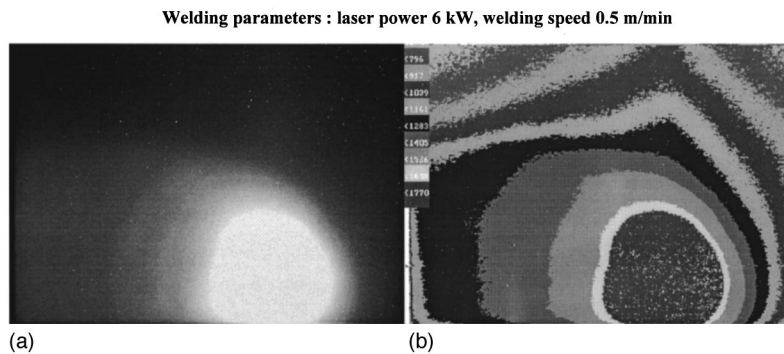 Welding parameters : laser power 6 kW, welding speed 0.5 m/min
<796
<917
<1039
<1161
<1283
<1405
<1526
<1770
(a)
(b)